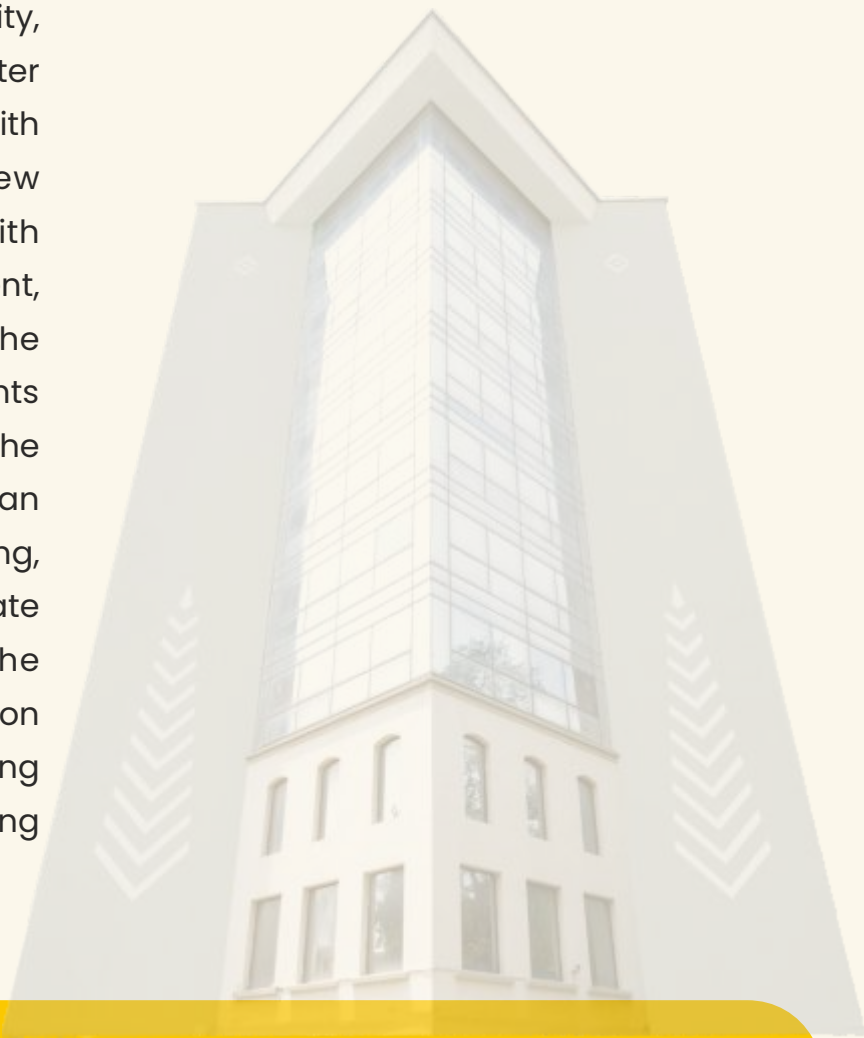 ity,
ter
ith
ew
ith
nt,
he
nts
he
an
ng,
ate
he
on
ng
ng